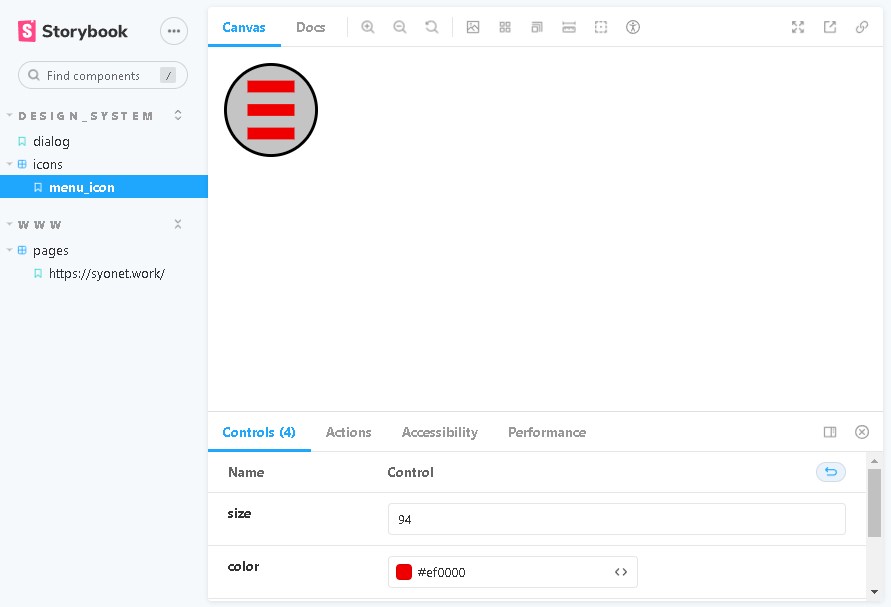 Storybook
Find components /
DESIGN_SYSTEM
dialog
icons
menu_icon
WWW
pages
https://syonet.work/
Canvas Docs
Controls (4) Actions Accessibility Performance
Name Control
size 94
color #ef0000